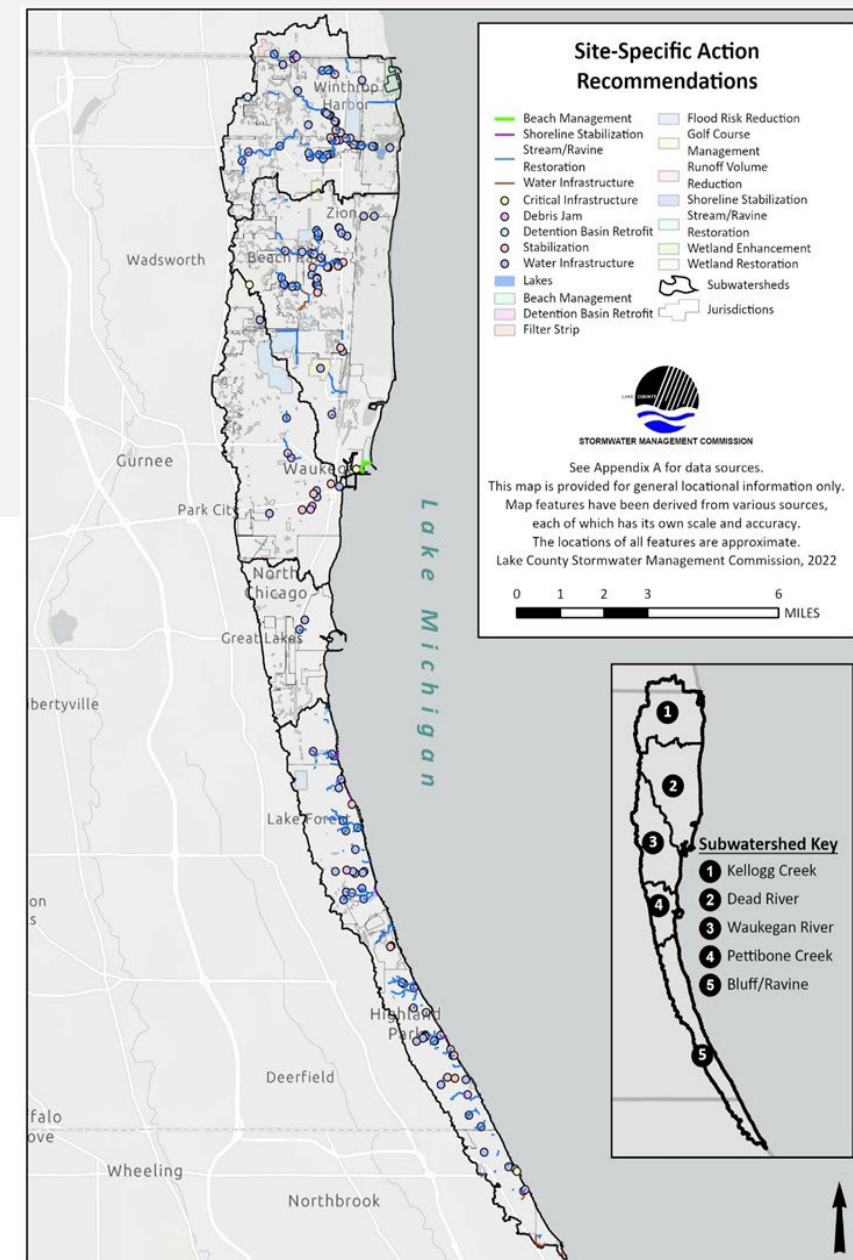 Site-Specific Action
Recommendations
Beach Management
Shoreline Stabilization
Stream/Ravine
Restoration
Water Infrastructure
Critical Infrastructure
Debris Jam
Detention Basin Retrofit
Stabilization
Water Infrastructure
Lakes
Beach Management
Detention Basin Retrofit
Filter Strip
Flood Risk Reduction
Golf Course
Management
Runoff Volume
Reduction
Shoreline Stabilization
Stream/Ravine
Restoration
Wetland Enhancement
Wetland Restoration
Subwatersheds
Jurisdictions
LAKE COUNTY
STORMWATER MANAGEMENT COMMISSION
See Appendix A for data sources.
This map is provided for general locational information only.
Map features have been derived from various sources,
each of which has its own scale and accuracy.
The locations of all features are approximate.
Lake County Stormwater Management Commission, 2022
0 1 2 3 6
MILES
Winthrop
Harbor
Zion
Wadsworth
Beach
Gurnee
Park City
North
Chicago
Great Lakes
Lake Michigan
ibertyville
Lake Forest
on
s
Highland
Park
Deerfield
ffalo
ove
Wheeling
Northbrook
1
2
3
4
5
Subwatershed Key
1 Kellogg Creek
2 Dead River
3 Waukegan River
4 Pettibone Creek
5 Bluff/Ravine